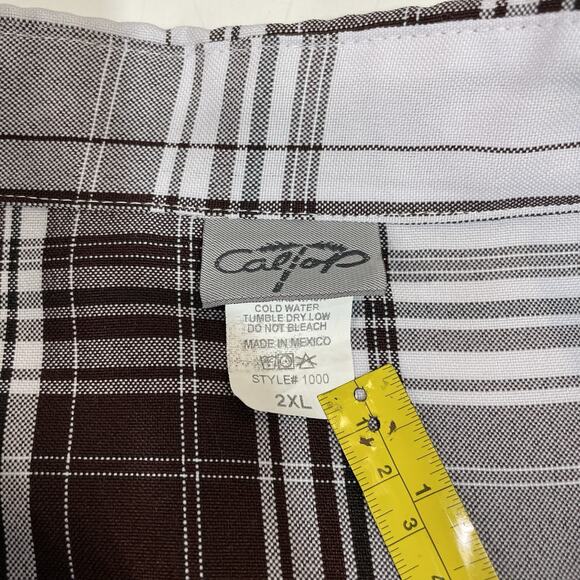 CalTop
COLD WATER
TUMBLE DRY LOW
DO NOT BLEACH
MADE IN MEXICO
STYLE# 1000
2XL
1
2
1
3
4